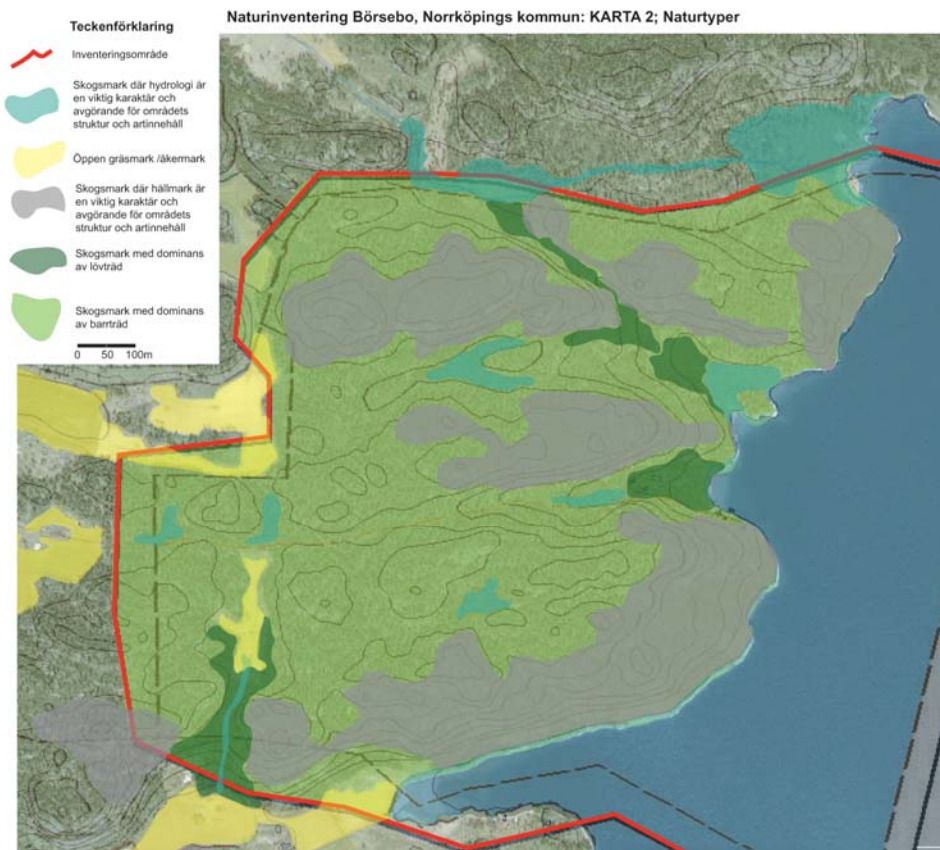 Naturinventering Börsebo, Norrköpings kommun: KARTA 2; Naturtyper
Teckenförklaring
Inventeringsområde
Skogsmark där hydrologi är
en viktig karaktär och
avgörande för områdets
struktur och artinnehåll
Öppen gräsmark /åkermark
Skogsmark där hällmark är
en viktig karaktär och
avgörande för områdets
struktur och artinnehåll
Skogsmark med dominans
av lövträd
Skogsmark med dominans
av barrträd
0 50 100m